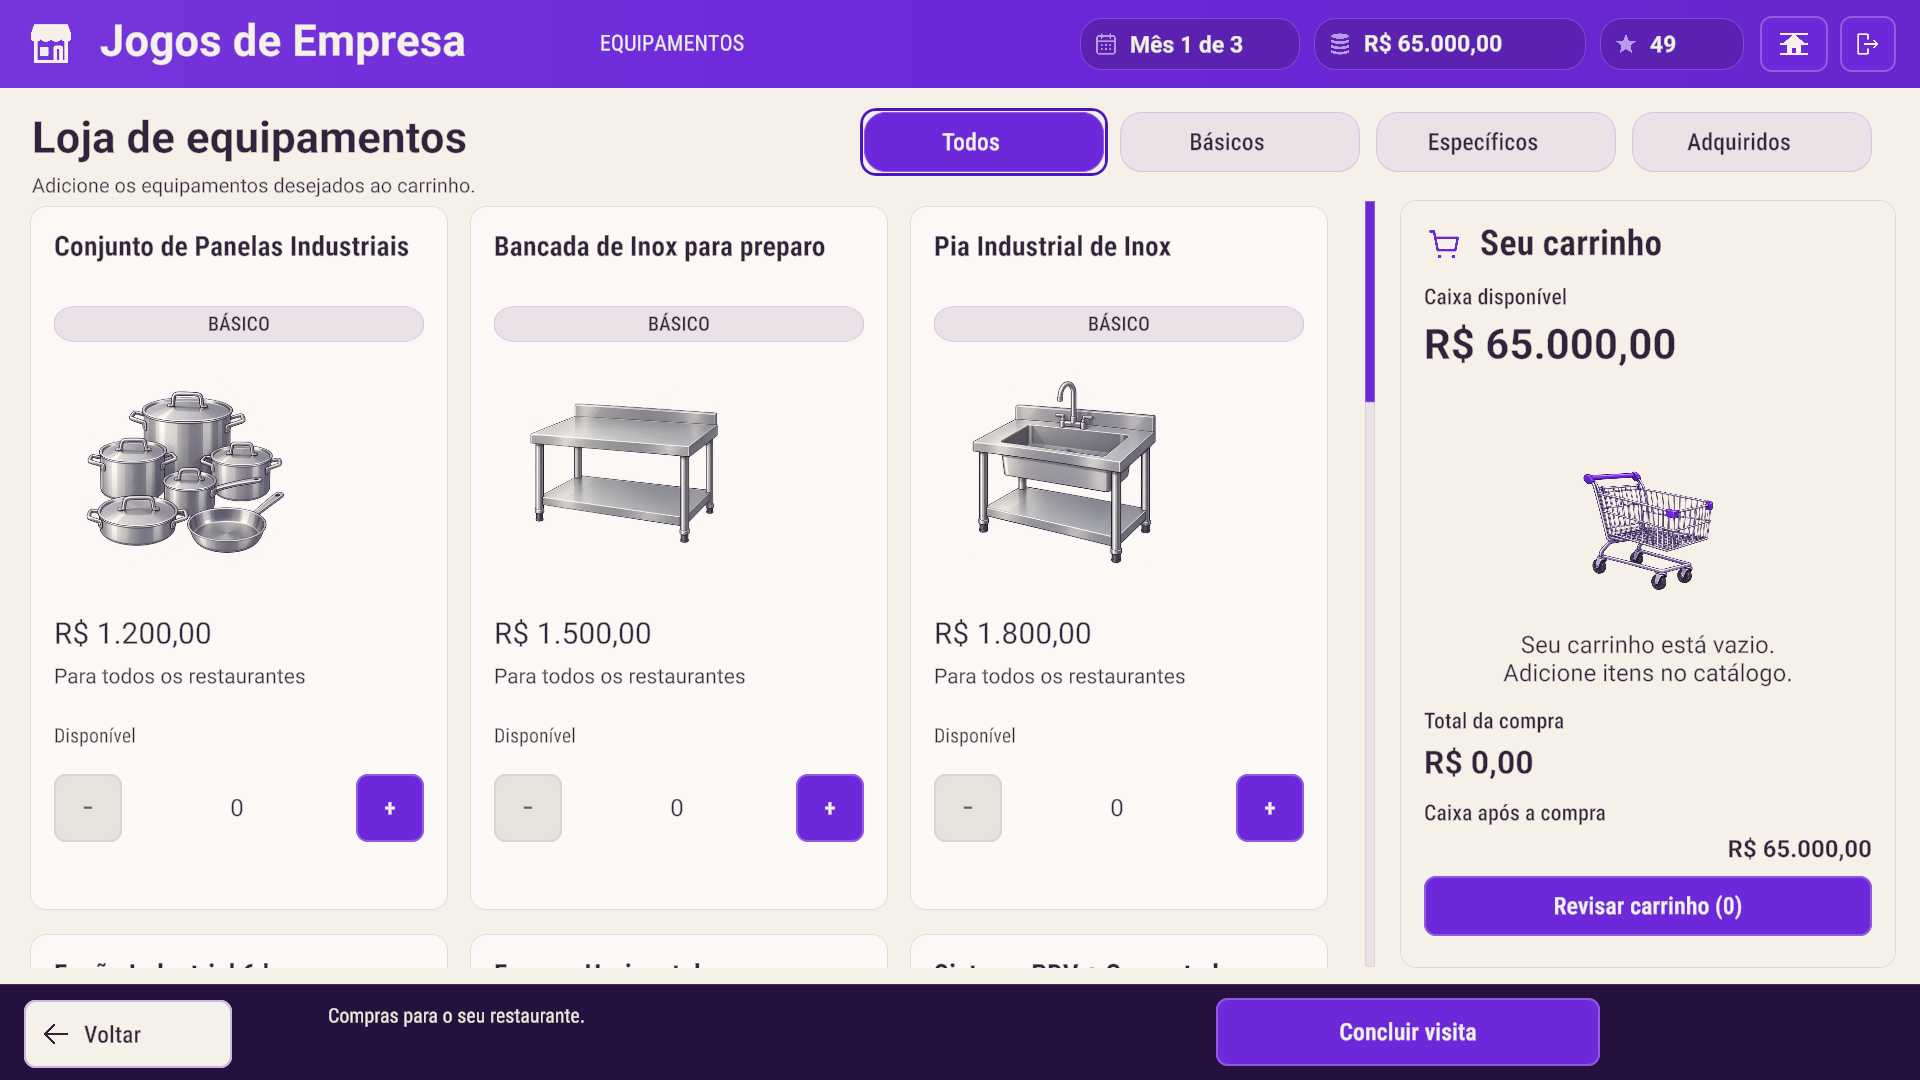 Jogos de Empresa
EQUIPAMENTOS
Mês 1 de 3
R$ 65.000,00
49
Loja de equipamentos
Adicione os equipamentos desejados ao carrinho.
Todos
Básicos
Específicos
Adquiridos
Conjunto de Panelas Industriais
BÁSICO
R$ 1.200,00
Para todos os restaurantes
Disponível
-
0
+
Bancada de Inox para preparo
BÁSICO
R$ 1.500,00
Para todos os restaurantes
Disponível
-
0
+
Pia Industrial de Inox
BÁSICO
R$ 1.800,00
Para todos os restaurantes
Disponível
-
0
+
Seu carrinho
Caixa disponível
R$ 65.000,00
Seu carrinho está vazio.
Adicione itens no catálogo.
Total da compra
R$ 0,00
Caixa após a compra
R$ 65.000,00
Revisar carrinho (0)
Voltar
Compras para o seu restaurante.
Concluir visita